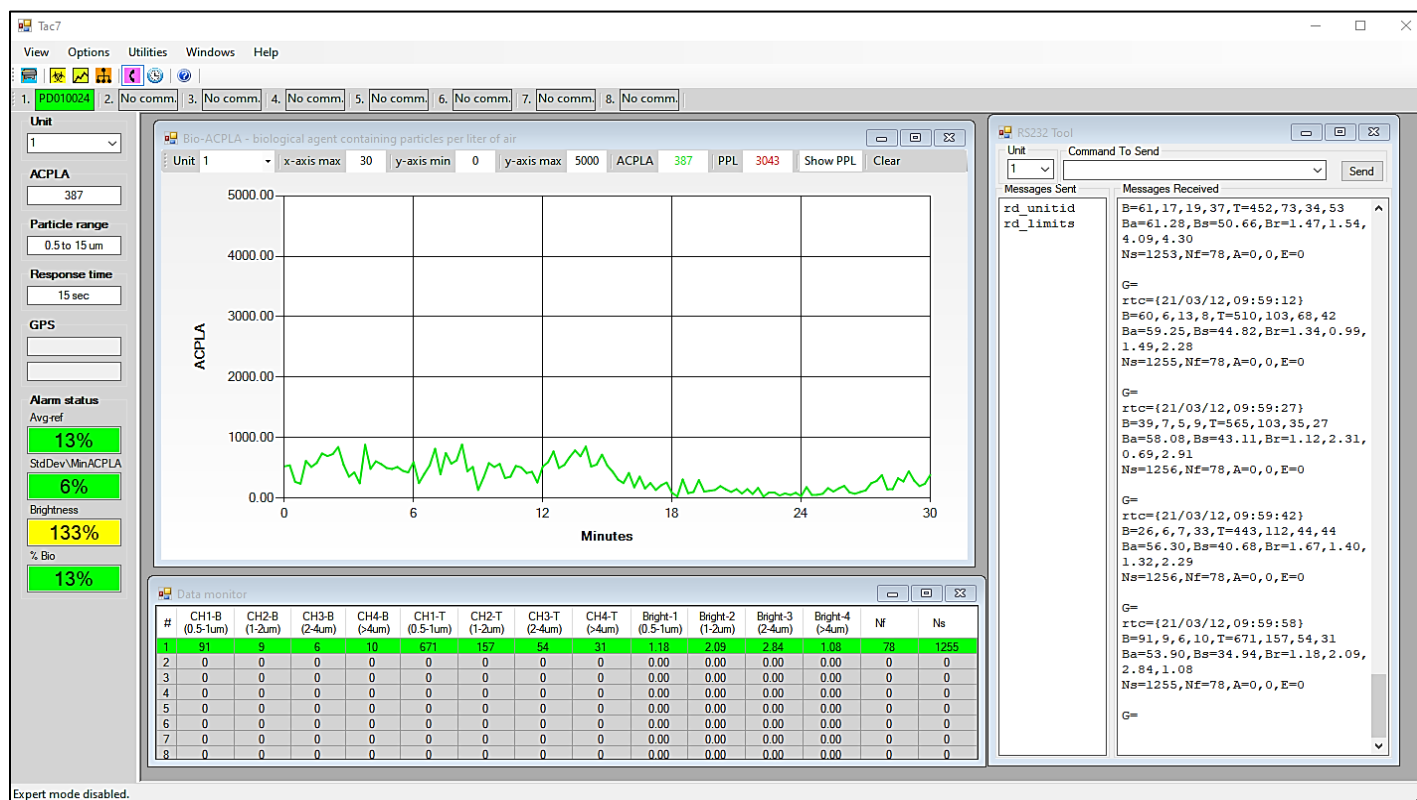 Tac7
View Options Utilities Windows Help
1. PD010024 2. No comm. 3. No comm. 4. No comm. 5. No comm. 6. No comm. 7. No comm. 8. No comm.
Unit
1
ACPLA
387
Particle range
0.5 to 15 um
Response time
15 sec
GPS
Alarm status
Avg-ref
13%
StdDev\MinACPLA
6%
Brightness
133%
% Bio
13%
Bio-ACPLA - biological agent containing particles per liter of air
Unit 1 x-axis max 30 y-axis min 0 y-axis max 5000 ACPLA 387 PPL 3043 Show PPL Clear
5000.00
4000.00
3000.00
2000.00
1000.00
0.00
ACPLA
0 6 12 18 24 30
Minutes
Data monitor
# CH1-B (0.5-1um) CH2-B (1-2um) CH3-B (2-4um) CH4-B (>4um) CH1-T (0.5-1um) CH2-T (1-2um) CH3-T (2-4um) CH4-T (>4um) Bright-1 (0.5-1um) Bright-2 (1-2um) Bright-3 (2-4um) Bright-4 (>4um) Nf Ns
1 91 9 6 10 671 157 54 31 1.18 2.09 2.84 1.08 78 1255
2 0 0 0 0 0 0 0 0 0.00 0.00 0.00 0.00 0 0
3 0 0 0 0 0 0 0 0 0.00 0.00 0.00 0.00 0 0
4 0 0 0 0 0 0 0 0 0.00 0.00 0.00 0.00 0 0
5 0 0 0 0 0 0 0 0 0.00 0.00 0.00 0.00 0 0
6 0 0 0 0 0 0 0 0 0.00 0.00 0.00 0.00 0 0
7 0 0 0 0 0 0 0 0 0.00 0.00 0.00 0.00 0 0
8 0 0 0 0 0 0 0 0 0.00 0.00 0.00 0.00 0 0
RS232 Tool
Unit
1
Command To Send
Send
Messages Sent
rd_unitid
rd_limits
Messages Received
B=61,17,19,37,T=452,73,34,53
Ba=61.28,Bs=50.66,Br=1.47,1.54,
4.09,4.30
Ns=1253,Nf=78,A=0,0,E=0
G=
rtc={21/03/12,09:59:12}
B=60,6,13,8,T=510,103,68,42
Ba=59.25,Bs=44.82,Br=1.34,0.99,
1.49,2.28
Ns=1255,Nf=78,A=0,0,E=0
G=
rtc={21/03/12,09:59:27}
B=39,7,5,9,T=565,103,35,27
Ba=58.08,Bs=43.11,Br=1.12,2.31,
0.69,2.91
Ns=1256,Nf=78,A=0,0,E=0
G=
rtc={21/03/12,09:59:42}
B=26,6,7,33,T=443,112,44,44
Ba=56.30,Bs=40.68,Br=1.67,1.40,
1.32,2.29
Ns=1256,Nf=78,A=0,0,E=0
G=
rtc={21/03/12,09:59:58}
B=91,9,6,10,T=671,157,54,31
Ba=53.90,Bs=34.94,Br=1.18,2.09,
2.84,1.08
Ns=1255,Nf=78,A=0,0,E=0
G=
Expert mode disabled.